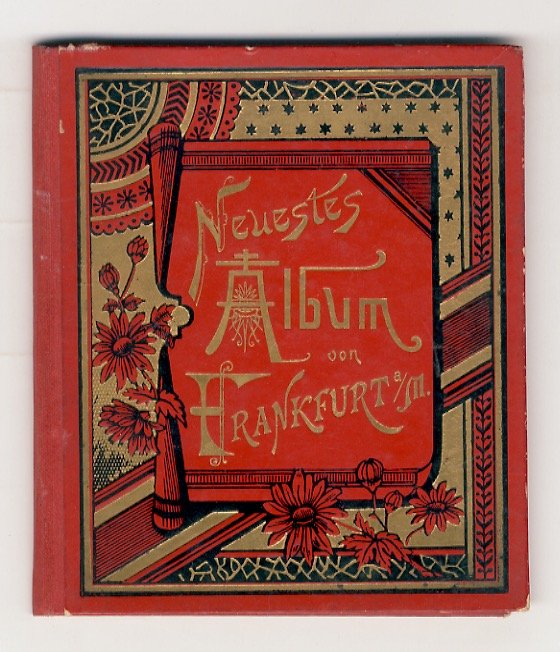 Neuestes
Album
von
Frankfurt a/M.